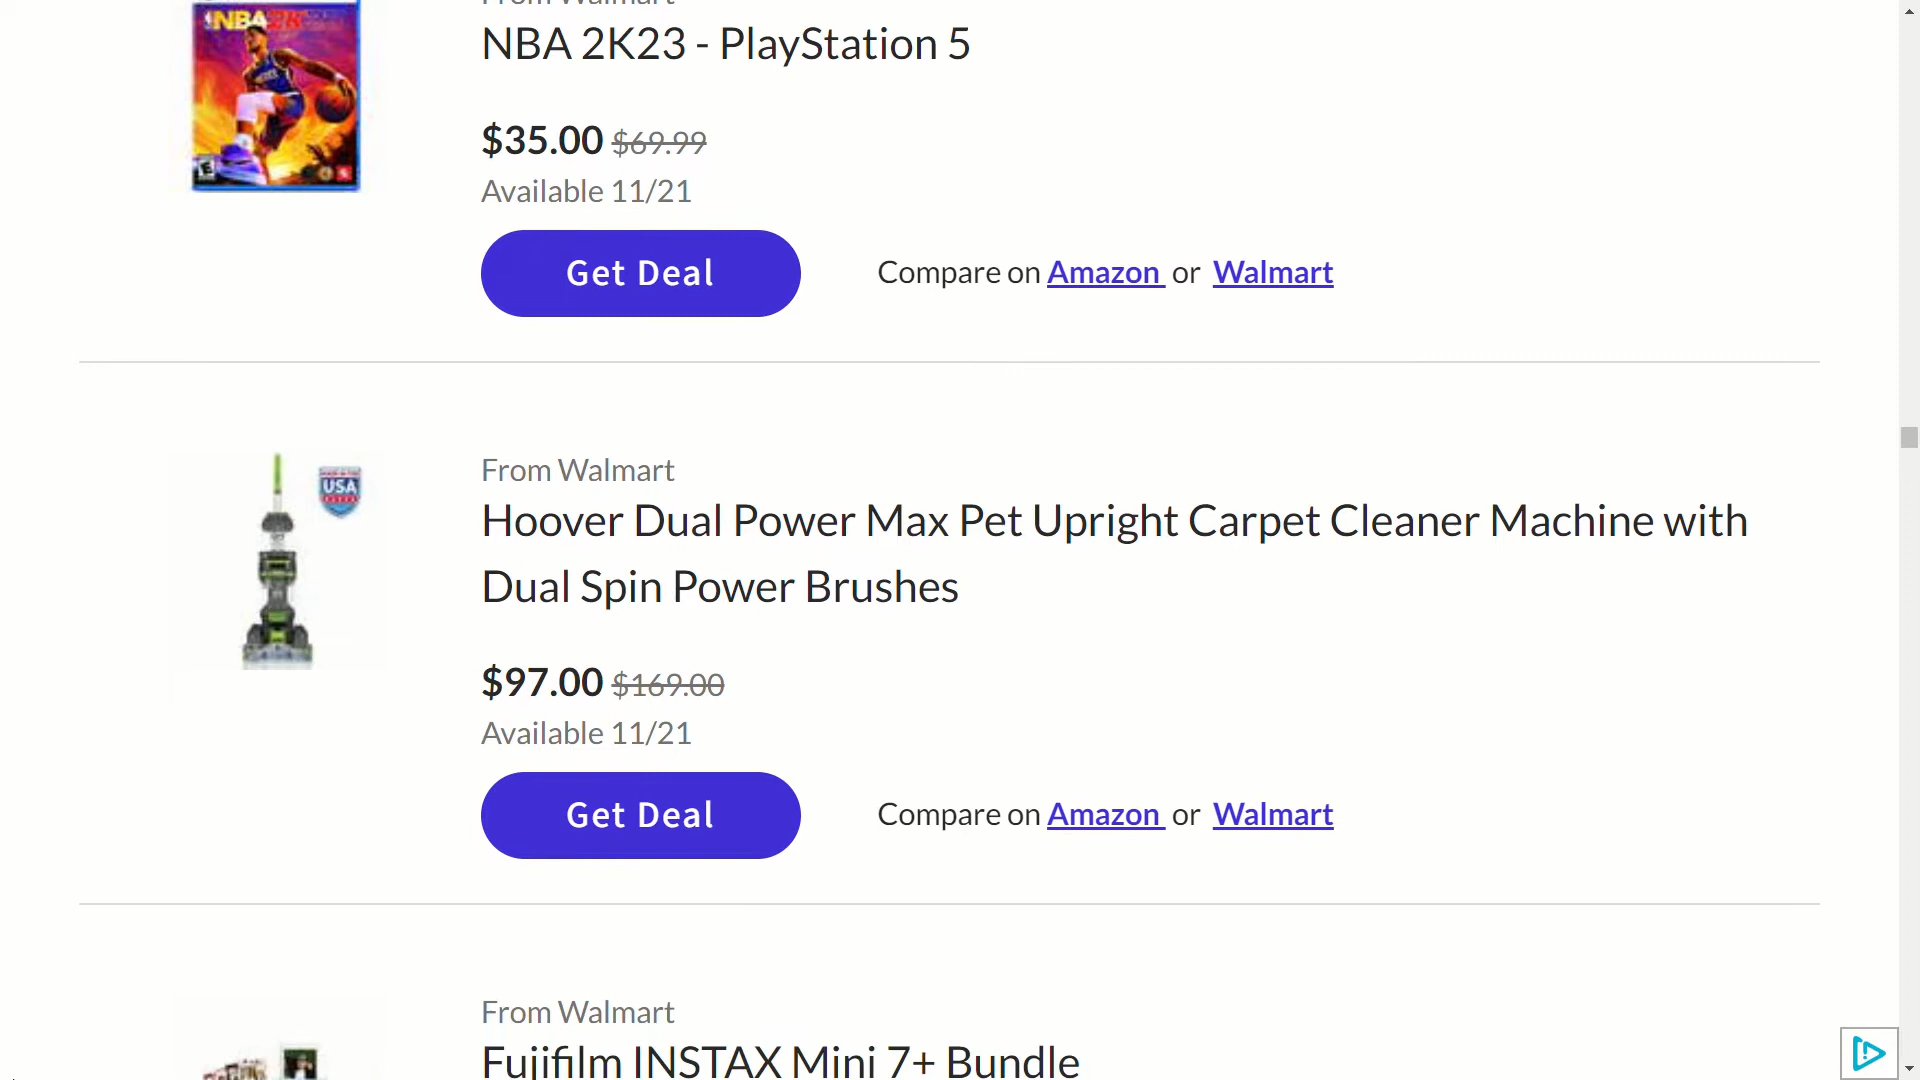 NBA 2K23 - PlayStation 5
$35.00 $69.99
Available 11/21
Get Deal
Compare on Amazon or Walmart
USA
From Walmart
Hoover Dual Power Max Pet Upright Carpet Cleaner Machine with
Dual Spin Power Brushes
$97.00 $169.00
Available 11/21
Get Deal
Compare on Amazon or Walmart
From Walmart
Fujifilm INSTAX Mini 7+ Bundle